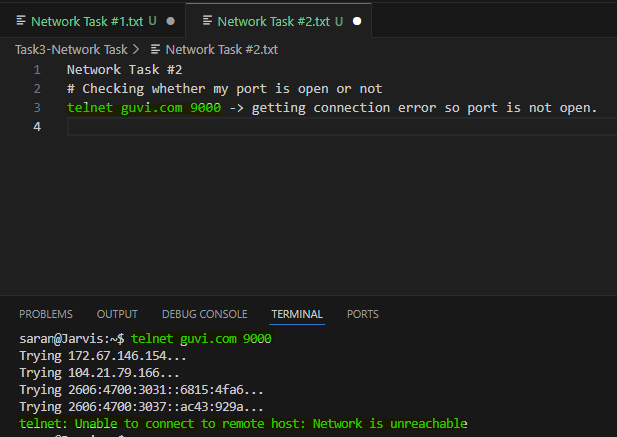 Network Task #1.txt U
Network Task #2.txt U
Task3-Network Task > Network Task #2.txt
1 Network Task #2
2 # Checking whether my port is open or not
3 telnet guvi.com 9000 -> getting connection error so port is not open.
4
PROBLEMS OUTPUT DEBUG CONSOLE TERMINAL PORTS
saran@Jarvis:~$ telnet guvi.com 9000
Trying 172.67.146.154...
Trying 104.21.79.166...
Trying 2606:4700:3031::6815:4fa6...
Trying 2606:4700:3037::ac43:929a...
telnet: Unable to connect to remote host: Network is unreachable